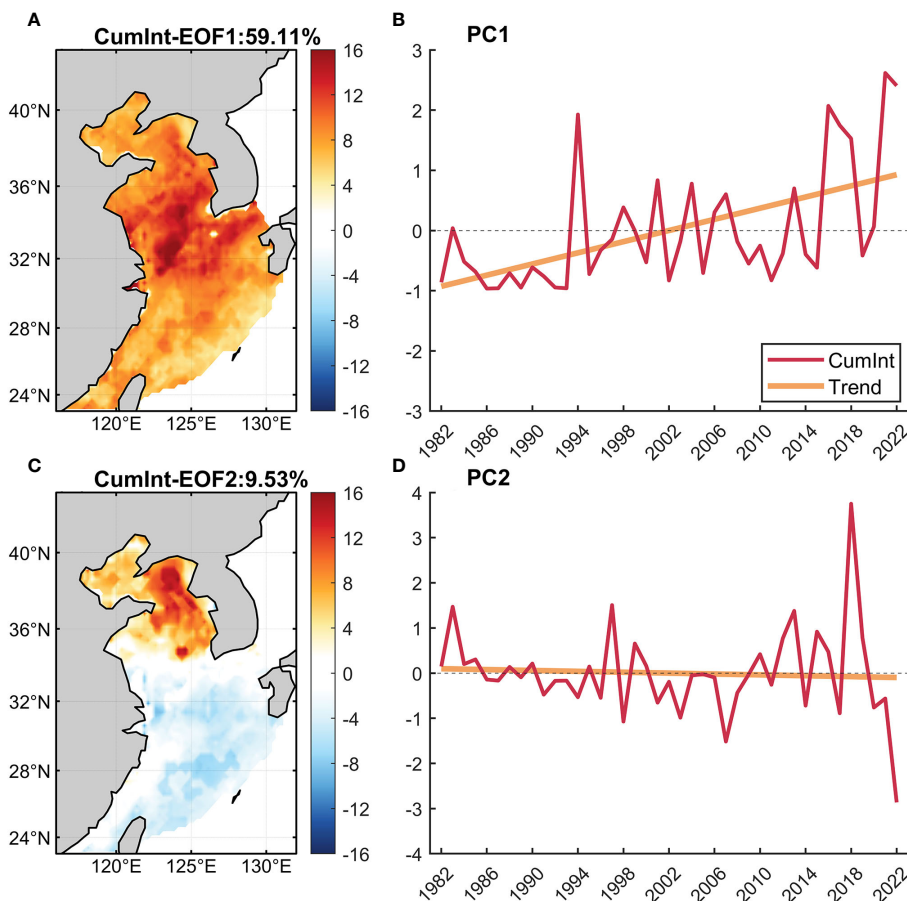 A
CumInt-EOF1:59.11%
40°N
36°N
32°N
28°N
24°N
120°E 125°E 130°E
16
12
8
4
0
-4
-8
-12
-16
B
PC1
3
2
1
0
-1
-2
-3
CumInt
Trend
1982 1986 1990 1994 1998 2002 2006 2010 2014 2018 2022
C
CumInt-EOF2:9.53%
40°N
36°N
32°N
28°N
24°N
120°E 125°E 130°E
16
12
8
4
0
-4
-8
-12
-16
D
PC2
4
3
2
1
0
-1
-2
-3
-4
1982 1986 1990 1994 1998 2002 2006 2010 2014 2018 2022